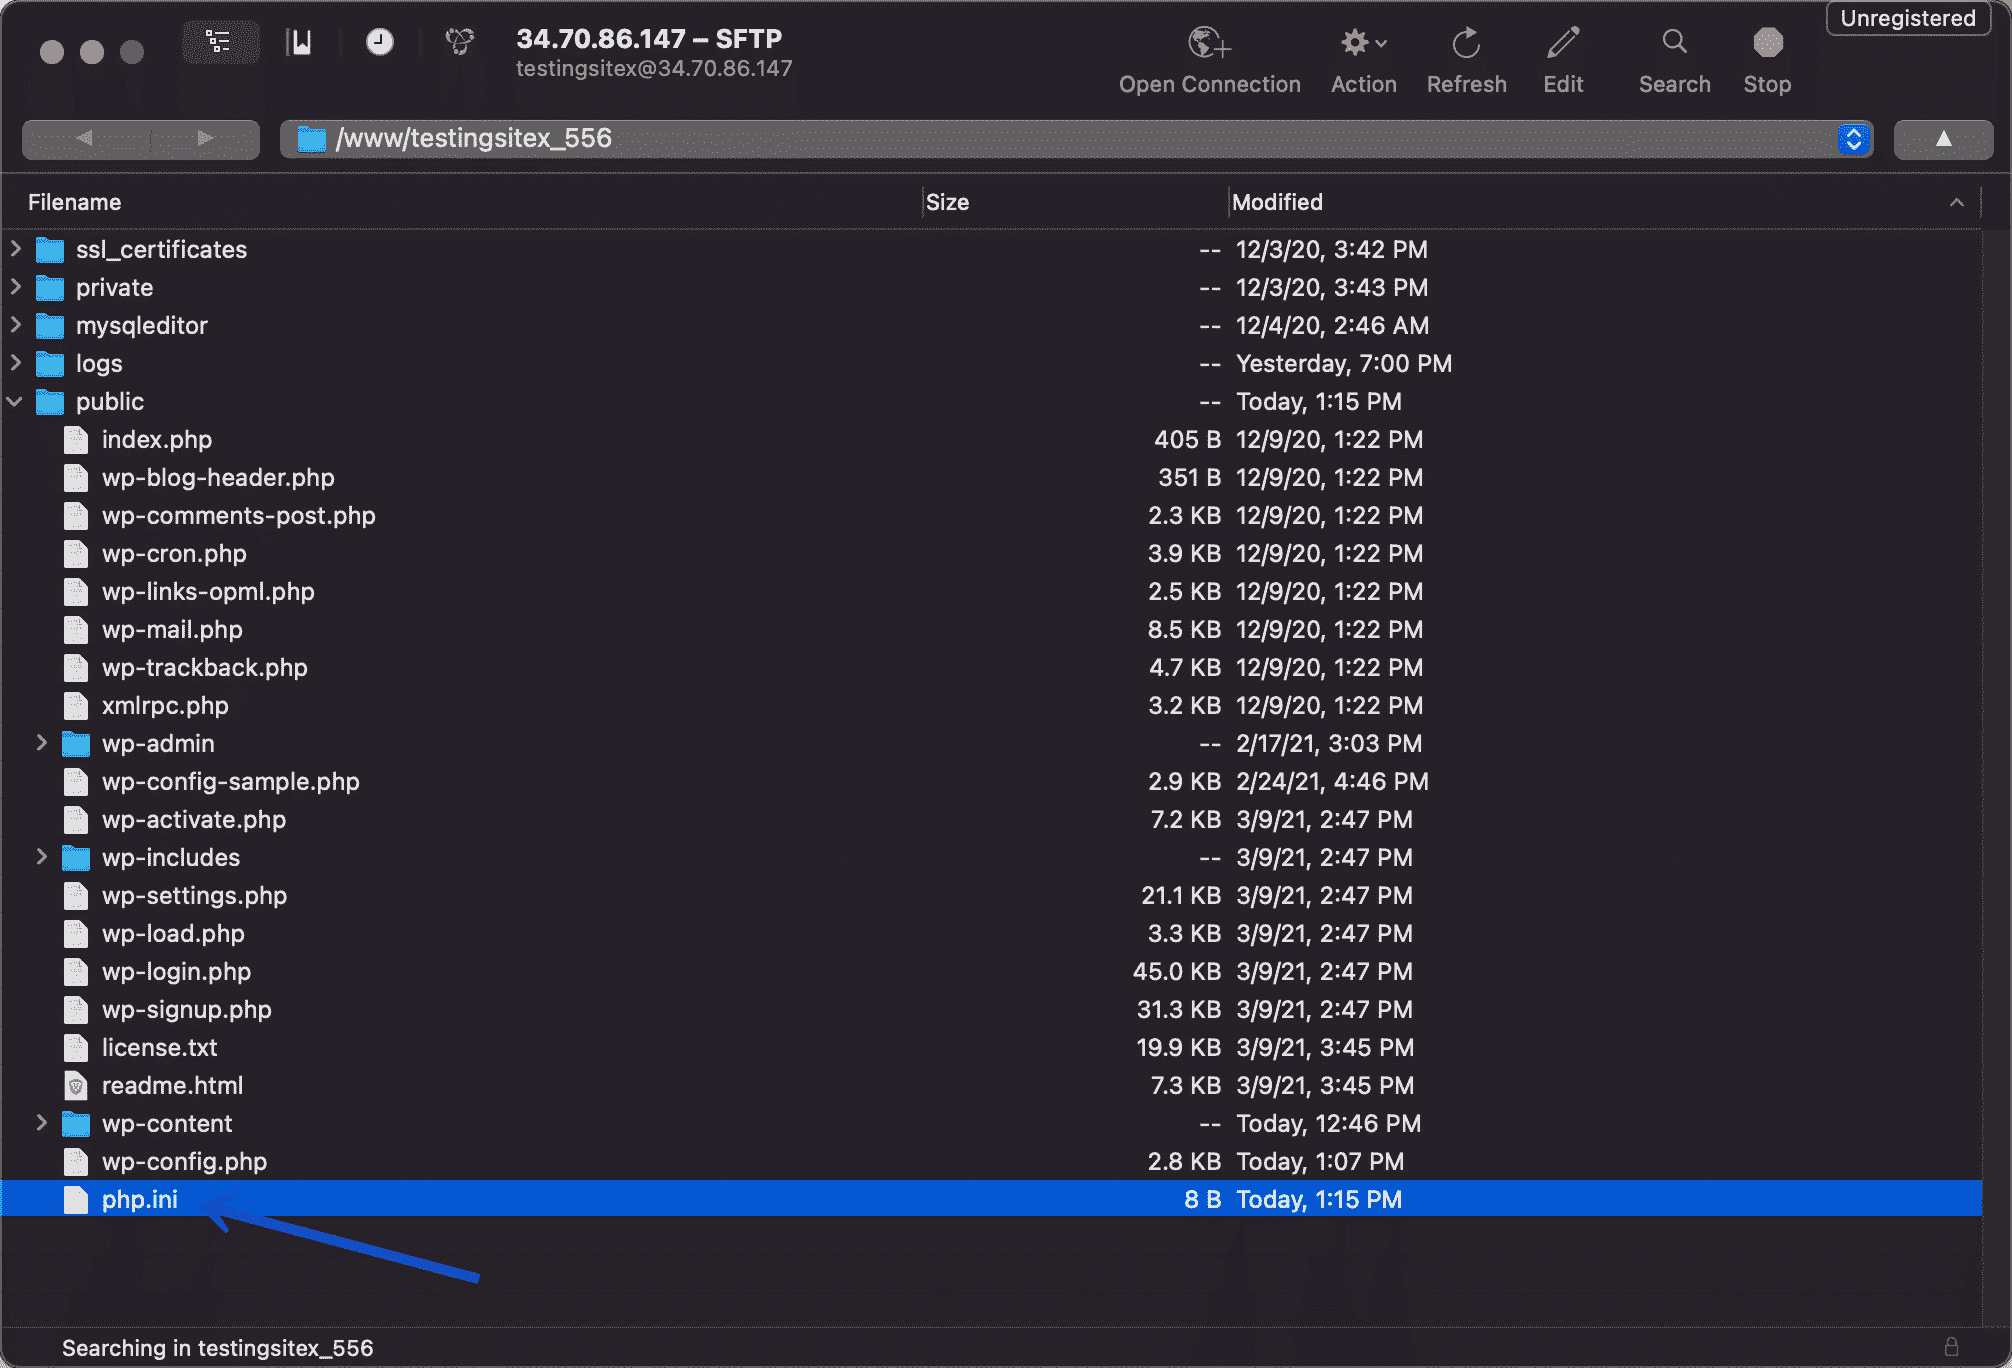 Unregistered
34.70.86.147 – SFTP
testingsitex@34.70.86.147
Open Connection Action Refresh Edit Search Stop
/www/testingsitex_556
Filename Size Modified
ssl_certificates -- 12/3/20, 3:42 PM
private -- 12/3/20, 3:43 PM
mysqleditor -- 12/4/20, 2:46 AM
logs -- Yesterday, 7:00 PM
public -- Today, 1:15 PM
index.php 405 B 12/9/20, 1:22 PM
wp-blog-header.php 351 B 12/9/20, 1:22 PM
wp-comments-post.php 2.3 KB 12/9/20, 1:22 PM
wp-cron.php 3.9 KB 12/9/20, 1:22 PM
wp-links-opml.php 2.5 KB 12/9/20, 1:22 PM
wp-mail.php 8.5 KB 12/9/20, 1:22 PM
wp-trackback.php 4.7 KB 12/9/20, 1:22 PM
xmlrpc.php 3.2 KB 12/9/20, 1:22 PM
wp-admin -- 2/17/21, 3:03 PM
wp-config-sample.php 2.9 KB 2/24/21, 4:46 PM
wp-activate.php 7.2 KB 3/9/21, 2:47 PM
wp-includes -- 3/9/21, 2:47 PM
wp-settings.php 21.1 KB 3/9/21, 2:47 PM
wp-load.php 3.3 KB 3/9/21, 2:47 PM
wp-login.php 45.0 KB 3/9/21, 2:47 PM
wp-signup.php 31.3 KB 3/9/21, 2:47 PM
license.txt 19.9 KB 3/9/21, 3:45 PM
readme.html 7.3 KB 3/9/21, 3:45 PM
wp-content -- Today, 12:46 PM
wp-config.php 2.8 KB Today, 1:07 PM
php.ini 8 B Today, 1:15 PM
Searching in testingsitex_556